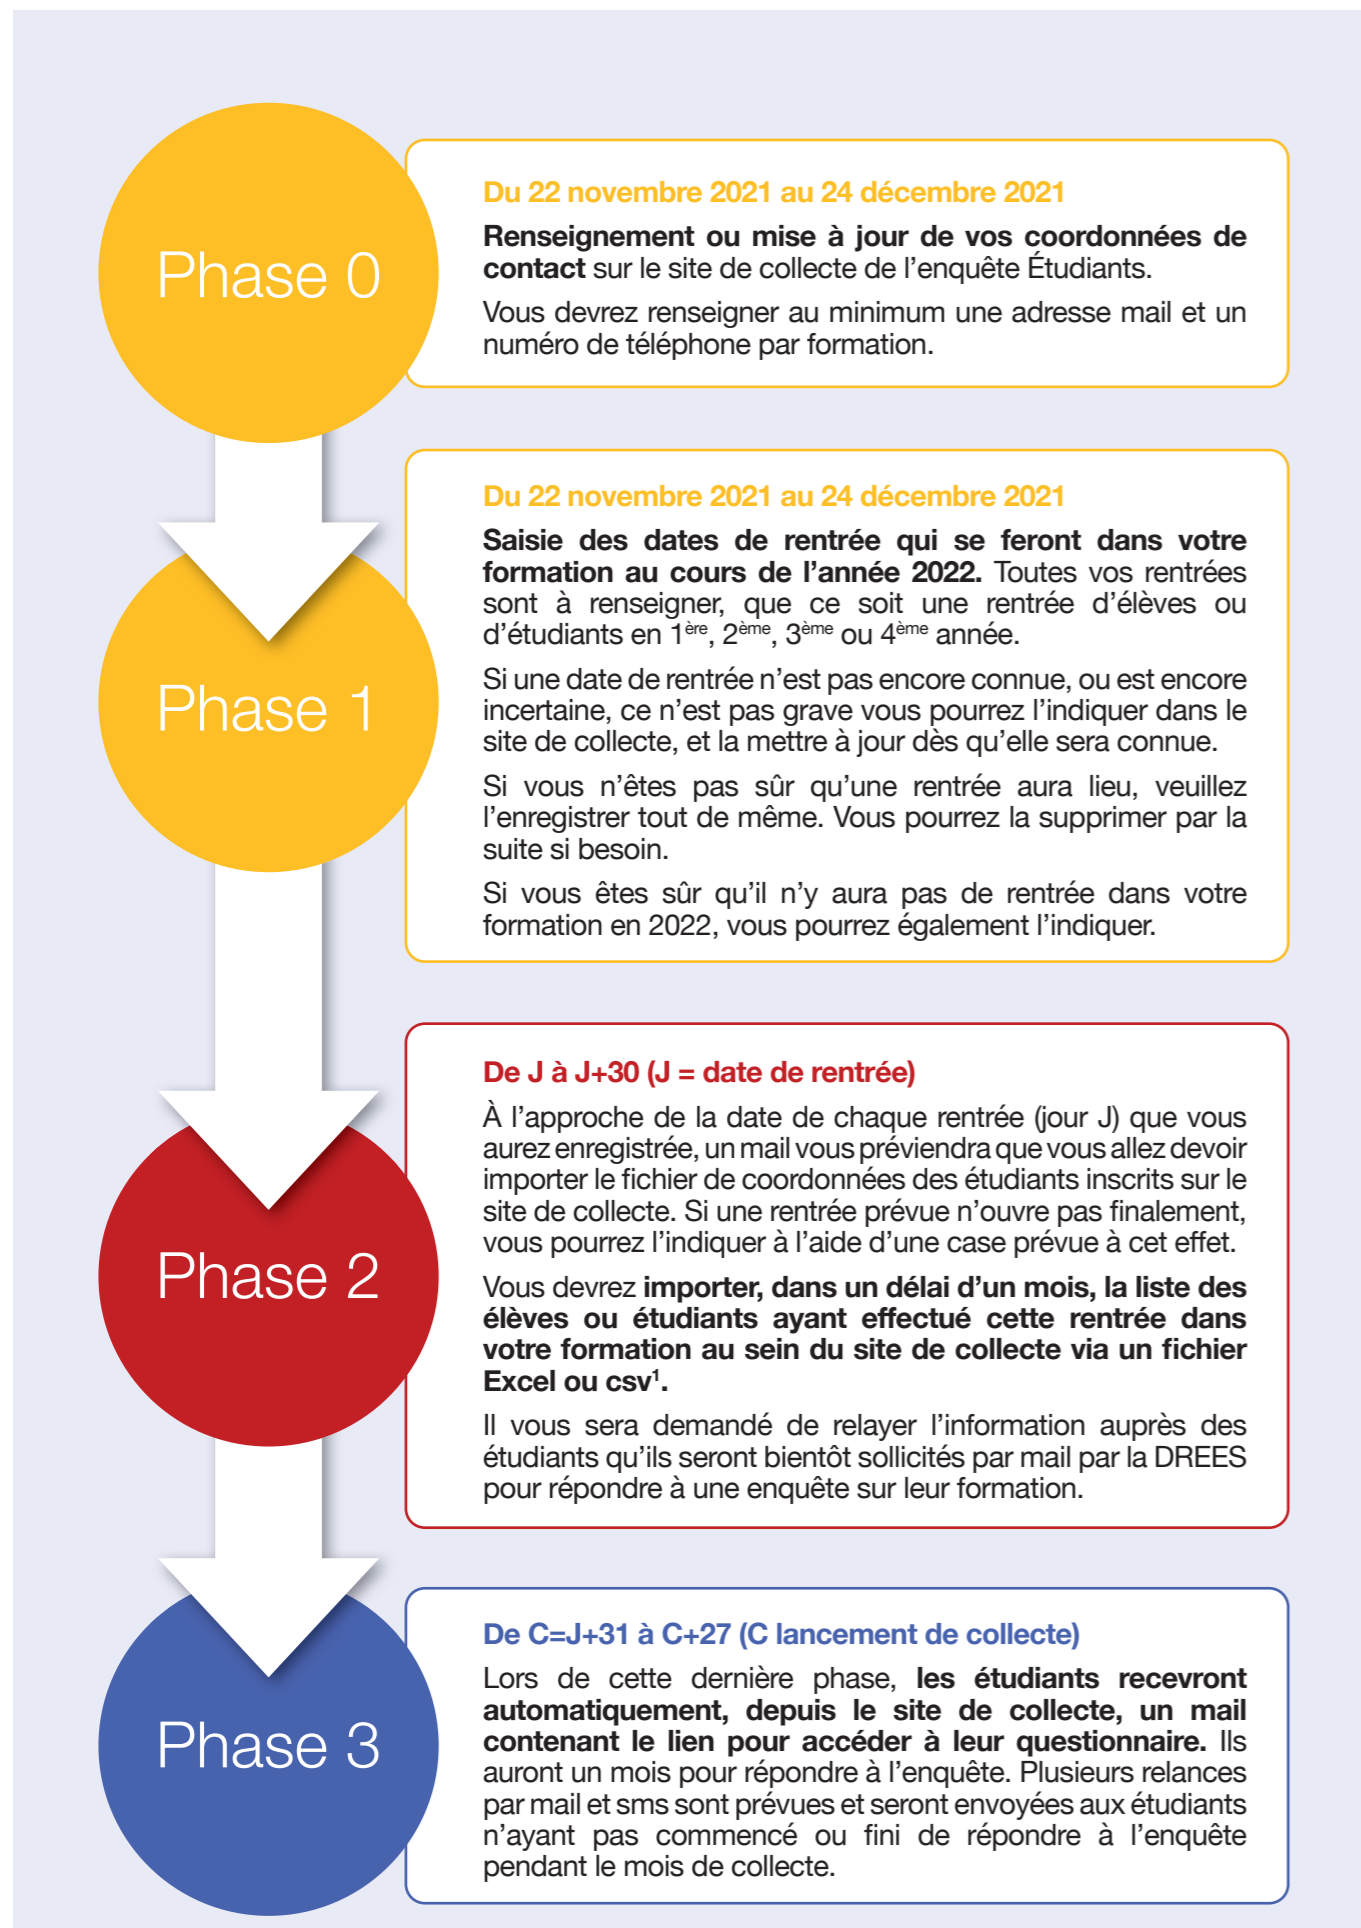 Phase 0
Du 22 novembre 2021 au 24 décembre 2021
Renseignement ou mise à jour de vos coordonnées de
contact sur le site de collecte de l’enquête Étudiants.
Vous devrez renseigner au minimum une adresse mail et un
numéro de téléphone par formation.
Phase 1
Du 22 novembre 2021 au 24 décembre 2021
Saisie des dates de rentrée qui se feront dans votre
formation au cours de l’année 2022. Toutes vos rentrées
sont à renseigner, que ce soit une rentrée d’élèves ou
d’étudiants en 1ère, 2ème, 3ème ou 4ème année.
Si une date de rentrée n’est pas encore connue, ou est encore
incertaine, ce n’est pas grave vous pourrez l’indiquer dans le
site de collecte, et la mettre à jour dès qu’elle sera connue.
Si vous n’êtes pas sûr qu’une rentrée aura lieu, veuillez
l’enregistrer tout de même. Vous pourrez la supprimer par la
suite si besoin.
Si vous êtes sûr qu’il n’y aura pas de rentrée dans votre
formation en 2022, vous pourrez également l’indiquer.
Phase 2
De J à J+30 (J = date de rentrée)
À l’approche de la date de chaque rentrée (jour J) que vous
aurez enregistrée, un mail vous préviendra que vous allez devoir
importer le fichier de coordonnées des étudiants inscrits sur le
site de collecte. Si une rentrée prévue n’ouvre pas finalement,
vous pourrez l’indiquer à l’aide d’une case prévue à cet effet.
Vous devrez importer, dans un délai d’un mois, la liste des
élèves ou étudiants ayant effectué cette rentrée dans
votre formation au sein du site de collecte via un fichier
Excel ou csv¹.
Il vous sera demandé de relayer l’information auprès des
étudiants qu’ils seront bientôt sollicités par mail par la DREES
pour répondre à une enquête sur leur formation.
Phase 3
De C=J+31 à C+27 (C lancement de collecte)
Lors de cette dernière phase, les étudiants recevront
automatiquement, depuis le site de collecte, un mail
contenant le lien pour accéder à leur questionnaire. Ils
auront un mois pour répondre à l’enquête. Plusieurs relances
par mail et sms sont prévues et seront envoyées aux étudiants
n’ayant pas commencé ou fini de répondre à l’enquête
pendant le mois de collecte.